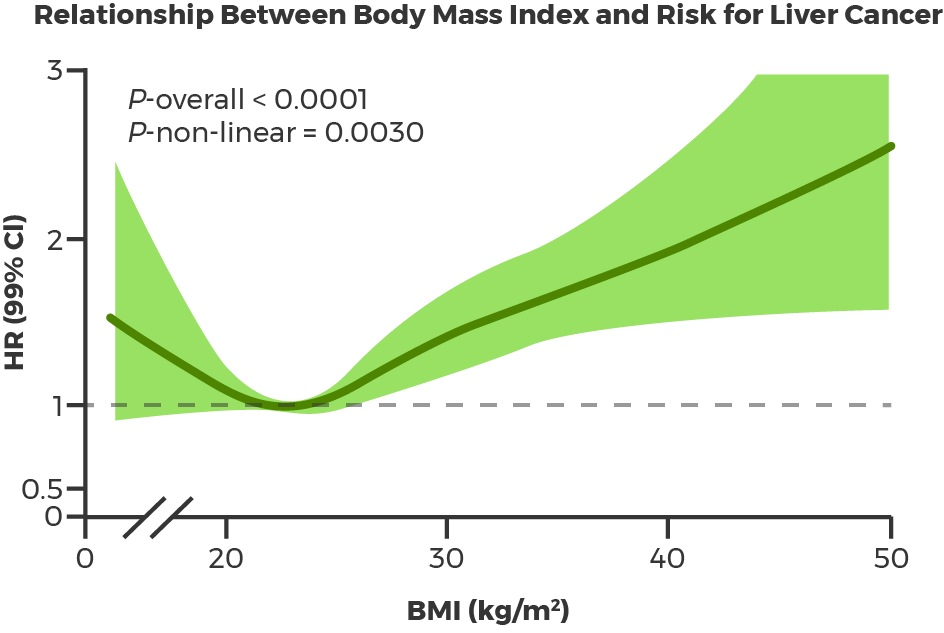 Relationship Between Body Mass Index and Risk for Liver Cancer
3
P-overall < 0.0001
P-non-linear = 0.0030
2
HR (99% CI)
1
0.5
0
0
20
30
40
50
BMI (kg/m²)